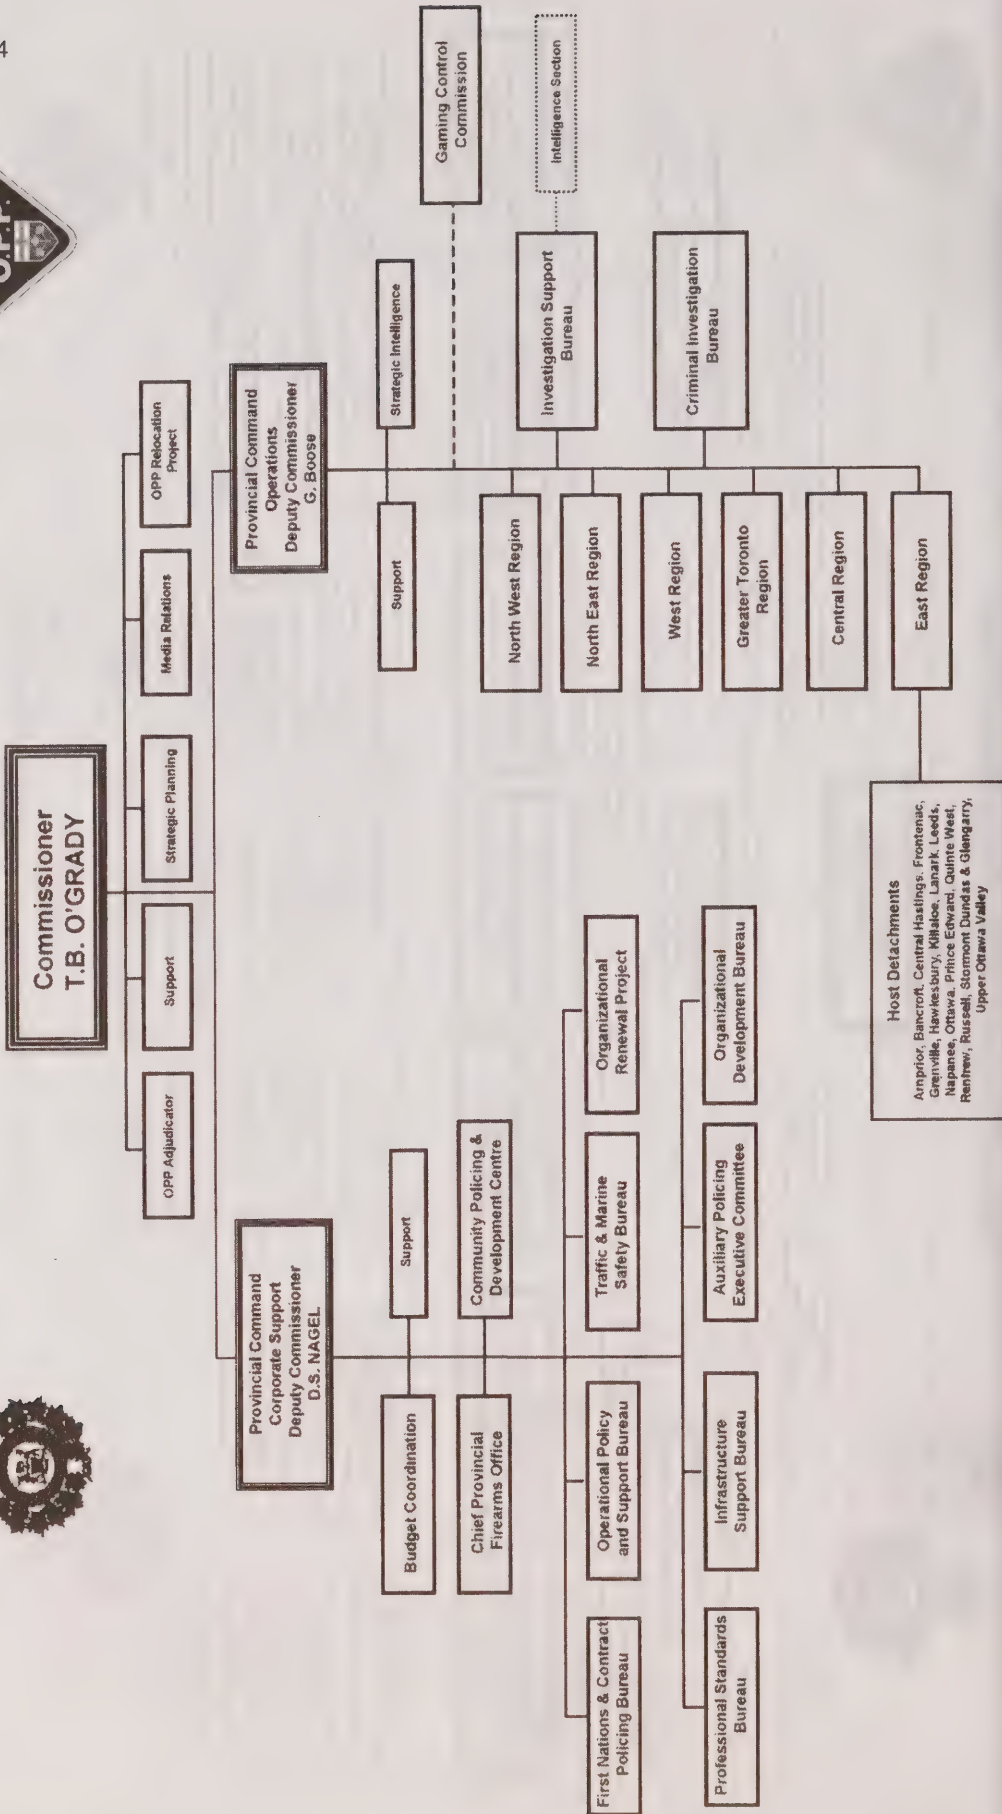 4
O.P.P.
Commissioner
T.B. O'GRADY
OPP Adjudicator
Support
Strategic Planning
Media Relations
OPP Relocation
Project
Provincial Command
Corporate Support
Deputy Commissioner
D.S. NAGEL
Provincial Command
Operations
Deputy Commissioner
G. Boose
Budget Coordination
Support
Chief Provincial
Firearms Office
Community Policing &
Development Centre
First Nations & Contract
Policing Bureau
Operational Policy
and Support Bureau
Traffic & Marine
Safety Bureau
Organizational
Renewal Project
Professional Standards
Bureau
Infrastructure
Support Bureau
Auxiliary Policing
Executive Committee
Organizational
Development Bureau
Support
Strategic Intelligence
Gaming Control
Commission
North West Region
North East Region
West Region
Greater Toronto
Region
Central Region
East Region
Investigation Support
Bureau
Intelligence Section
Criminal Investigation
Bureau
Host Detachments
Arnprior, Bancroft, Central Hastings, Frontenac,
Grenville, Hawkesbury, Killaloe, Lanark, Leeds,
Napanee, Ottawa, Prince Edward, Quinte West,
Renfrew, Russell, Stormont Dundas & Glengarry,
Upper Ottawa Valley